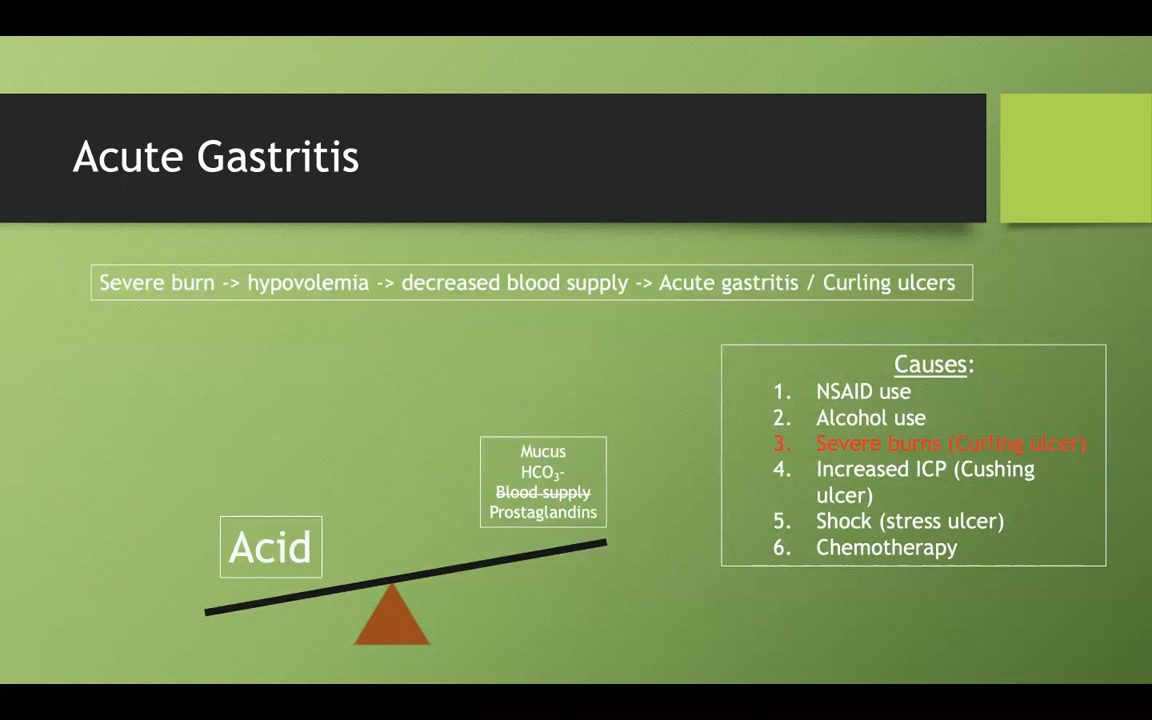 Acute Gastritis
Severe burn -> hypovolemia -> decreased blood supply -> Acute gastritis / Curling ulcers
Causes:
1. NSAID use
2. Alcohol use
3. Severe burns (Curling ulcer)
4. Increased ICP (Cushing
ulcer)
5. Shock (stress ulcer)
6. Chemotherapy
Mucus
HCO₃-
Blood supply
Prostaglandins
Acid